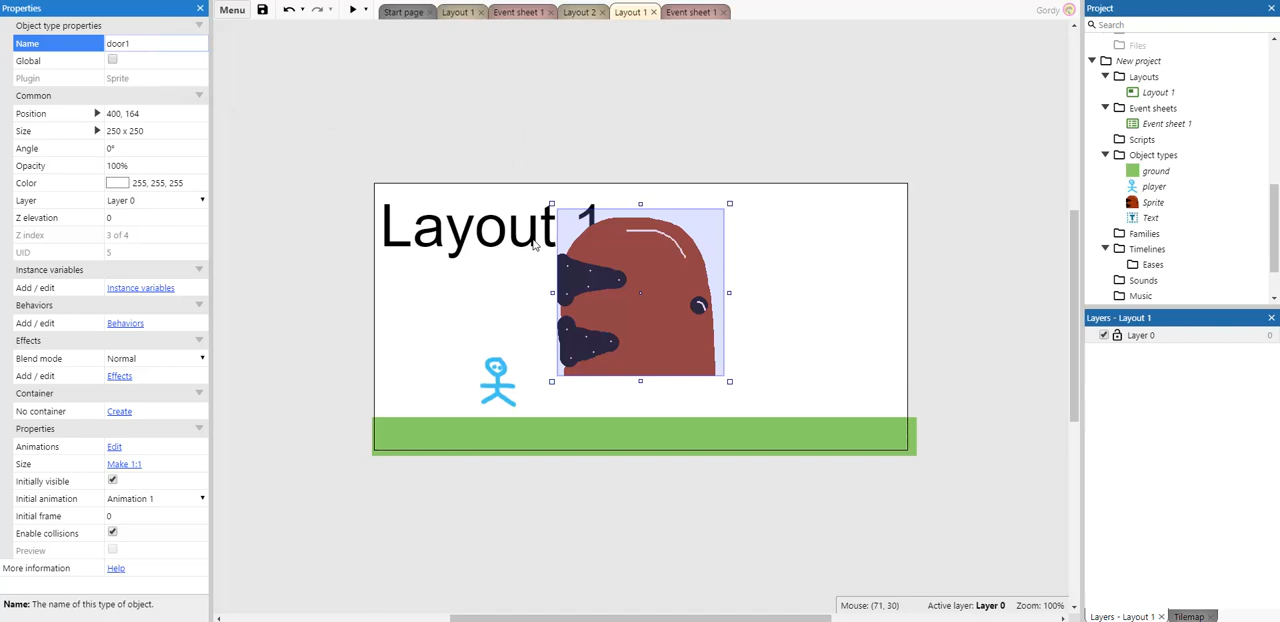 Properties
Menu
Start page
Layout 1
Event sheet 1
Layout 2
Layout 1
Event sheet 1
Gordy
Project
Object type properties
Name door1
Global
Plugin Sprite
Common
Position 400, 164
Size 250 x 250
Angle 0°
Opacity 100%
Color 255, 255, 255
Layer Layer 0
Z elevation 0
Z index 3 of 4
UID 5
Instance variables
Add / edit Instance variables
Behaviors
Add / edit Behaviors
Effects
Blend mode Normal
Add / edit Effects
Container
No container Create
Properties
Animations Edit
Size Make 1:1
Initially visible
Initial animation Animation 1
Initial frame 0
Enable collisions
Preview
More information Help
Name: The name of this type of object.
Layout 1
Mouse: (71, 30) Active layer: Layer 0 Zoom: 100%
Search
Files
New project
Layouts
Layout 1
Event sheets
Event sheet 1
Scripts
Object types
ground
player
Sprite
Text
Families
Timelines
Eases
Sounds
Music
Layers - Layout 1
Layer 0 0
Layers - Layout 1
Tilemap